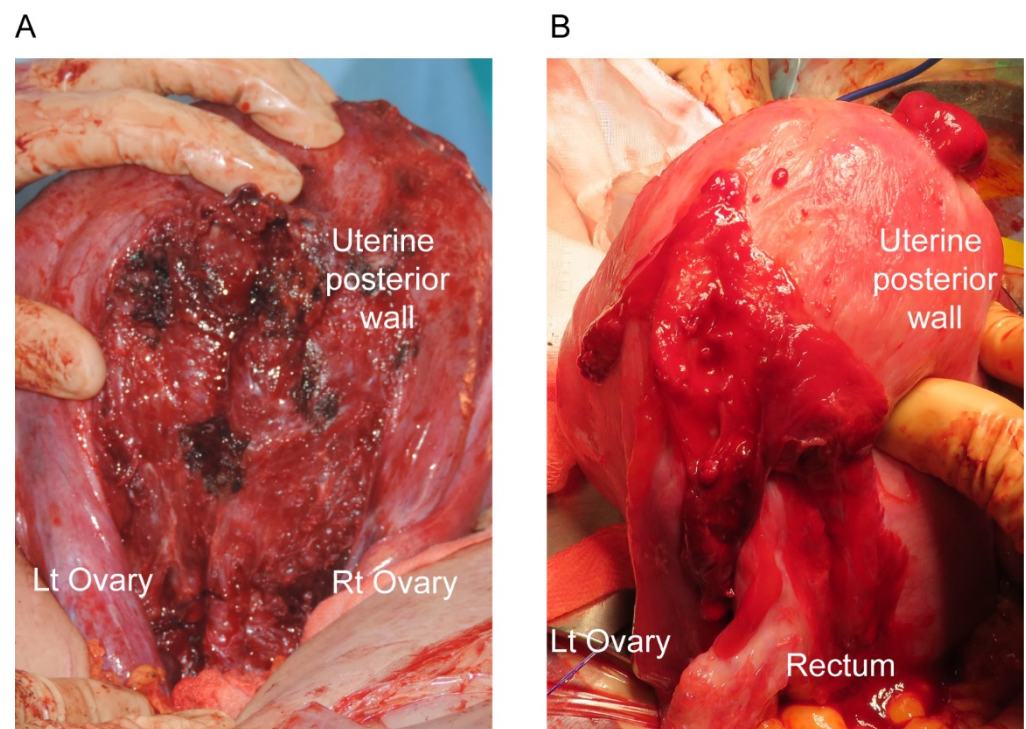 A
B
Uterine
posterior
wall
Lt Ovary
Rt Ovary
Uterine
posterior
wall
Lt Ovary
Rectum